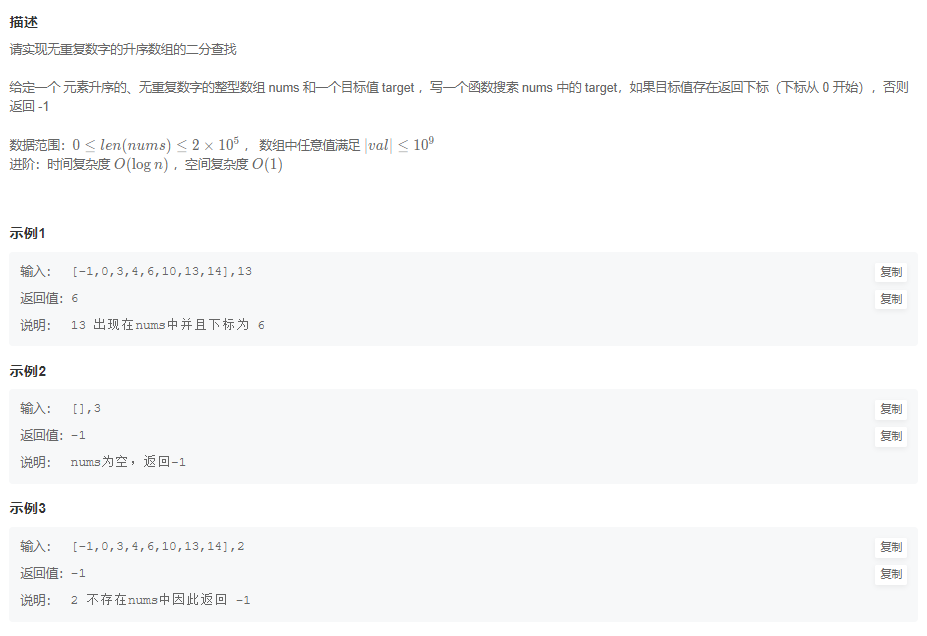 描述
请实现无重复数字的升序数组的二分查找
给定一个 元素升序的、无重复数字的整型数组 nums 和一个目标值 target ，写一个函数搜索 nums 中的 target，如果目标值存在返回下标（下标从 0 开始），否则
返回 -1
数据范围：0 ≤ len(nums) ≤ 2 × 10⁵ ， 数组中任意值满足 |val| ≤ 10⁹
进阶：时间复杂度 O(log n) ，空间复杂度 O(1)
示例1
输入： [-1,0,3,4,6,10,13,14],13 复制
返回值：6 复制
说明： 13 出现在nums中并且下标为 6
示例2
输入： [],3 复制
返回值：-1 复制
说明： nums为空，返回-1
示例3
输入： [-1,0,3,4,6,10,13,14],2 复制
返回值：-1 复制
说明： 2 不存在nums中因此返回 -1